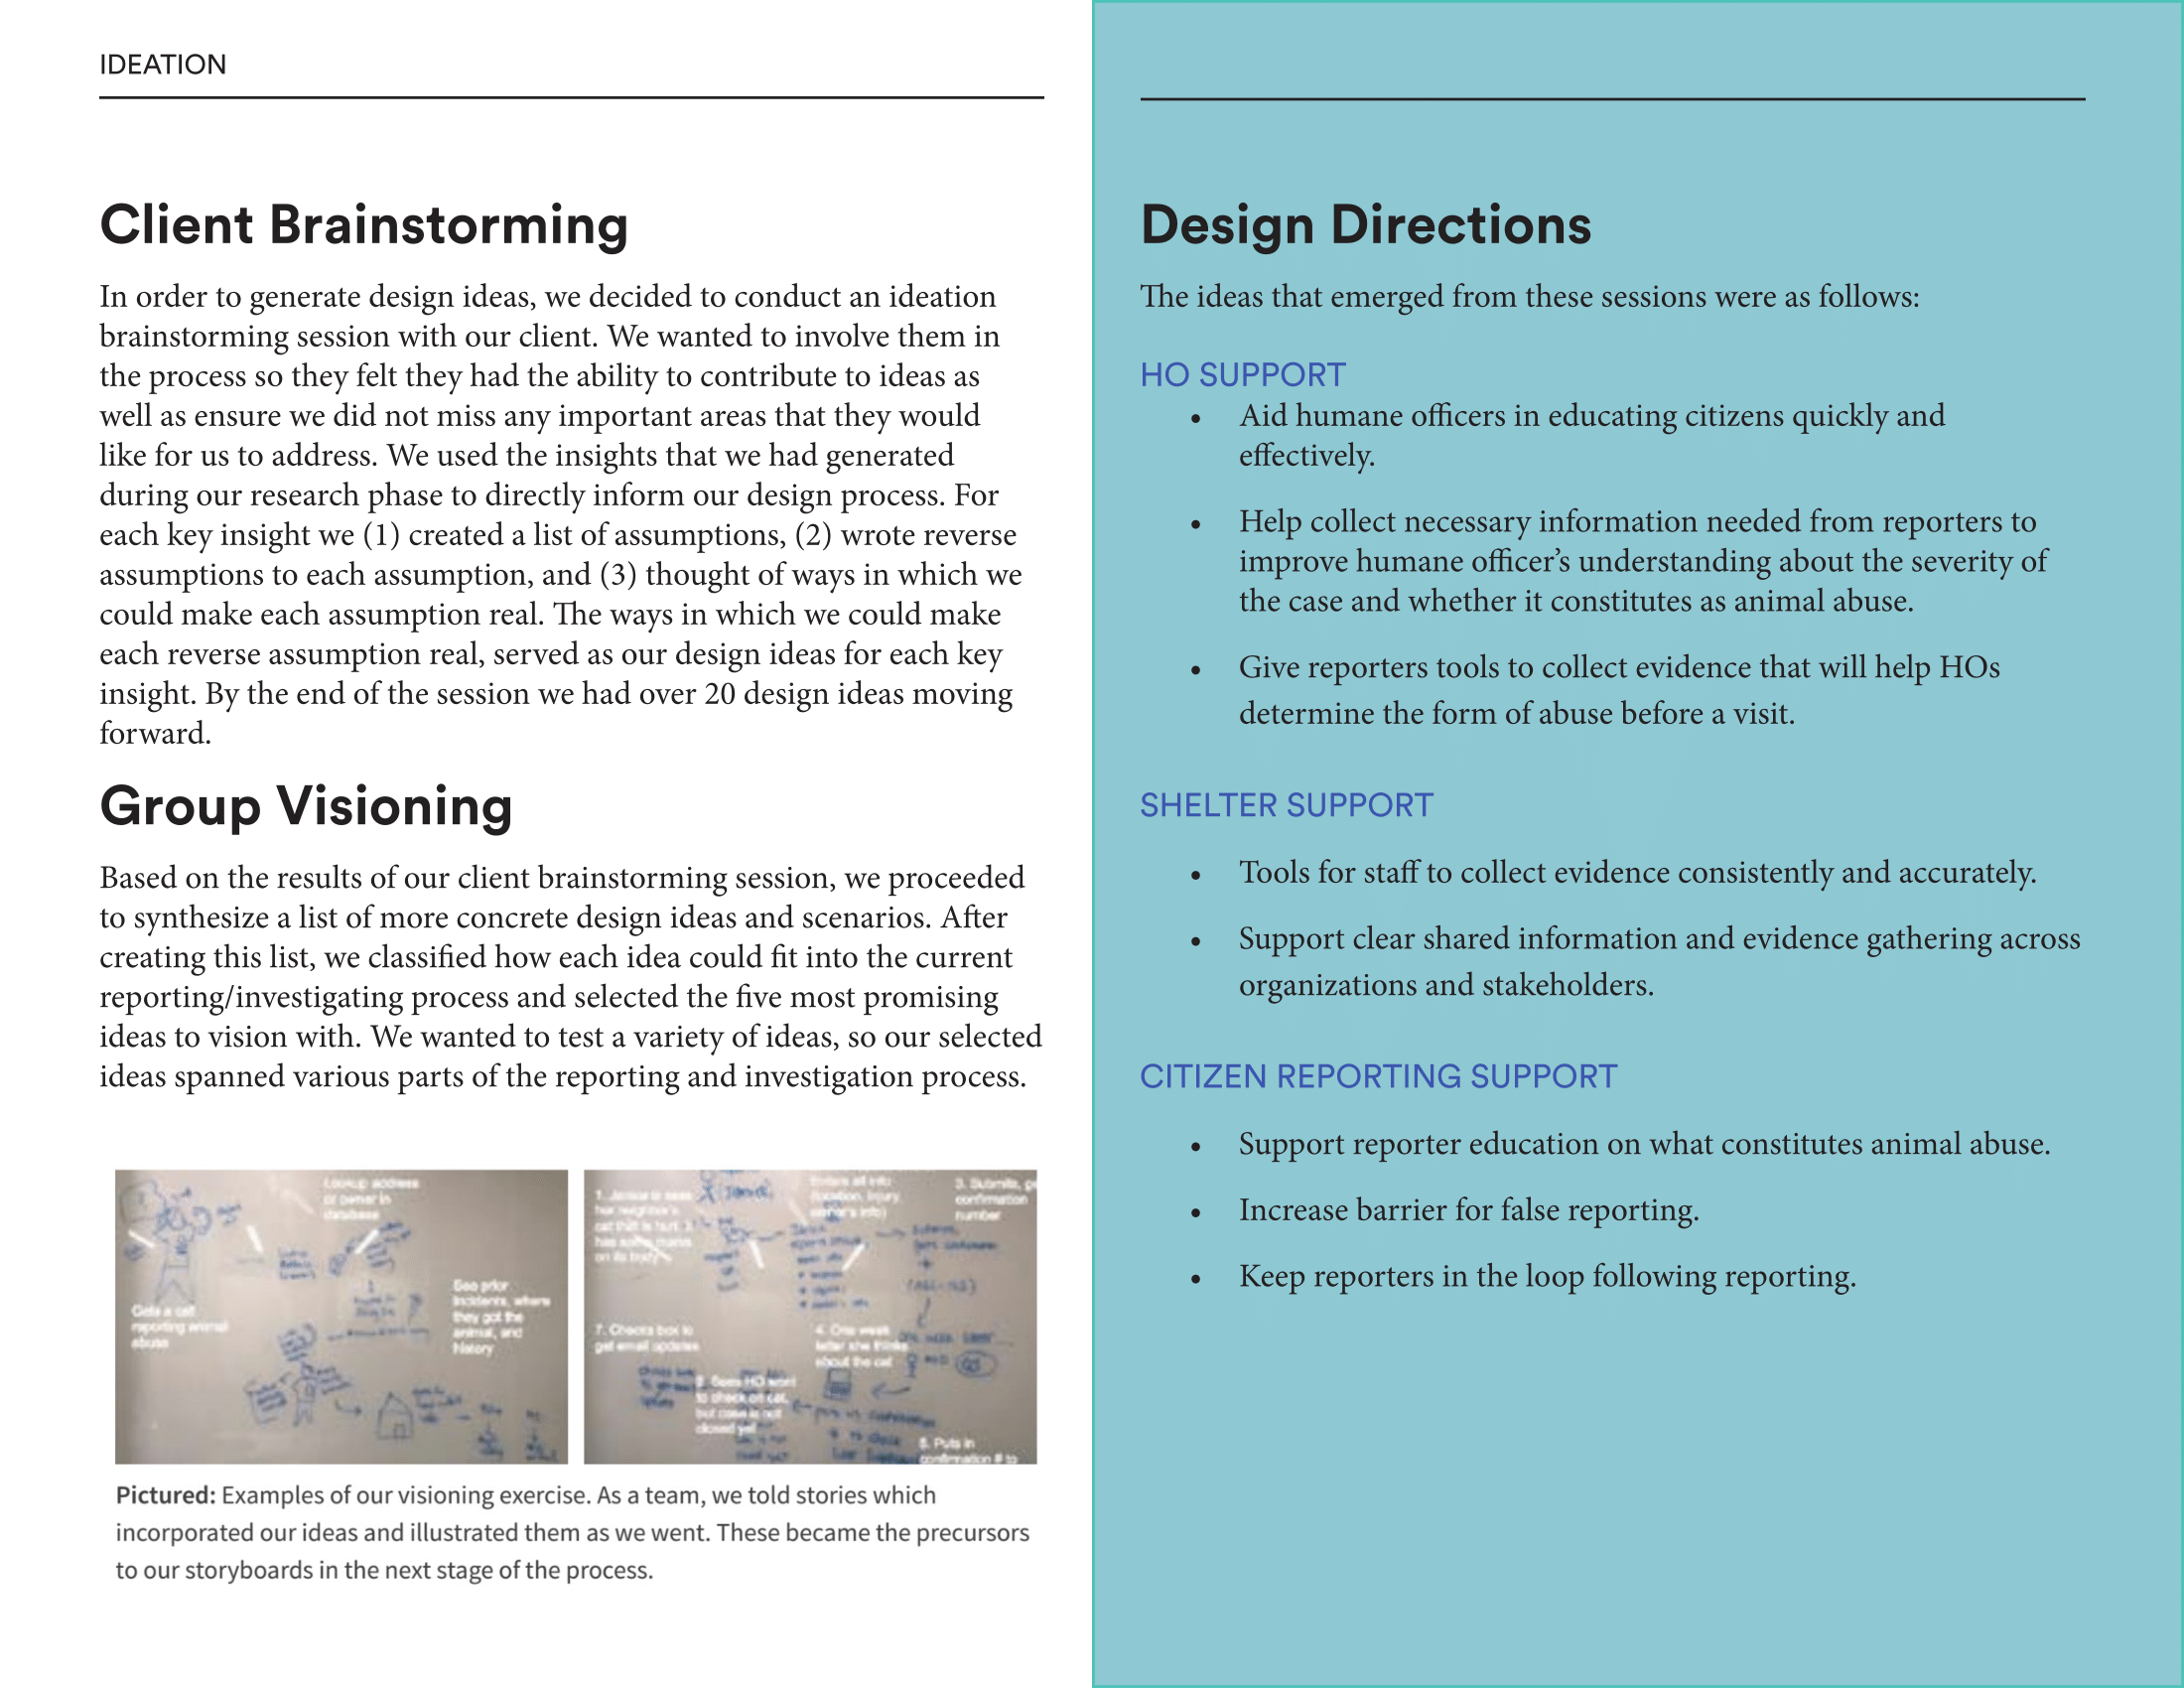 IDEATION
Client Brainstorming
In order to generate design ideas, we decided to conduct an ideation
brainstorming session with our client. We wanted to involve them in
the process so they felt they had the ability to contribute to ideas as
well as ensure we did not miss any important areas that they would
like for us to address. We used the insights that we had generated
during our research phase to directly inform our design process. For
each key insight we (1) created a list of assumptions, (2) wrote reverse
assumptions to each assumption, and (3) thought of ways in which we
could make each assumption real. The ways in which we could make
each reverse assumption real, served as our design ideas for each key
insight. By the end of the session we had over 20 design ideas moving
forward.
Group Visioning
Based on the results of our client brainstorming session, we proceeded
to synthesize a list of more concrete design ideas and scenarios. After
creating this list, we classified how each idea could fit into the current
reporting/investigating process and selected the five most promising
ideas to vision with. We wanted to test a variety of ideas, so our selected
ideas spanned various parts of the reporting and investigation process.
Lookup address
or owner in
database
Gets a call
reporting animal
abuse
See prior
incidents, where
they got the
animal, and
history
3. Submits, g
confirmation
number
7. Checks box to
get email updates
4. One week
later she thinks
about the cat
6. Sees HO went
to check on cat,
but case is not
closed yet
5. Puts in
confirmation # to
Pictured: Examples of our visioning exercise. As a team, we told stories which
incorporated our ideas and illustrated them as we went. These became the precursors
to our storyboards in the next stage of the process.
Design Directions
The ideas that emerged from these sessions were as follows:
HO SUPPORT
• Aid humane officers in educating citizens quickly and
effectively.
• Help collect necessary information needed from reporters to
improve humane officer’s understanding about the severity of
the case and whether it constitutes as animal abuse.
• Give reporters tools to collect evidence that will help HOs
determine the form of abuse before a visit.
SHELTER SUPPORT
• Tools for staff to collect evidence consistently and accurately.
• Support clear shared information and evidence gathering across
organizations and stakeholders.
CITIZEN REPORTING SUPPORT
• Support reporter education on what constitutes animal abuse.
• Increase barrier for false reporting.
• Keep reporters in the loop following reporting.